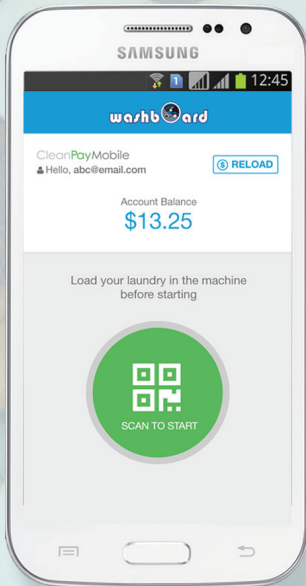 SAMSUNG
1 12:45
washboard
CleanPayMobile
Hello, abc@email.com
$ RELOAD
Account Balance
$13.25
Load your laundry in the machine
before starting
SCAN TO START